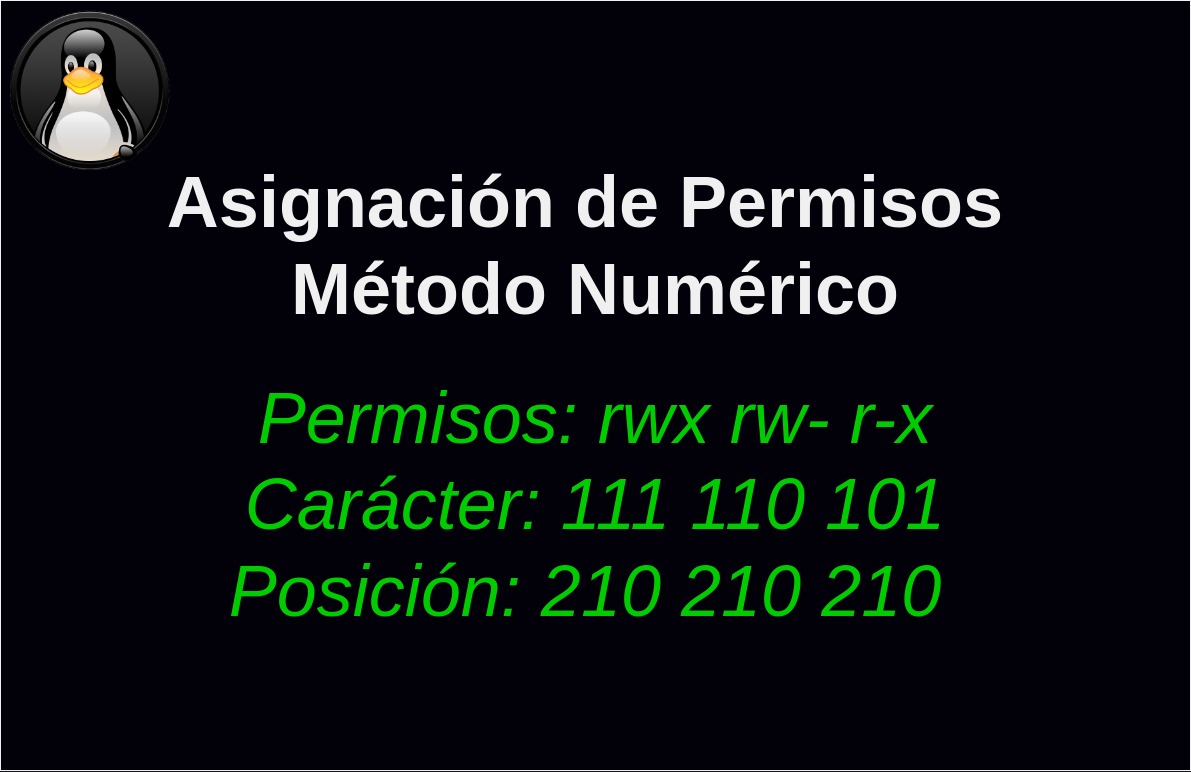 Asignación de Permisos
Método Numérico
Permisos: rwx rw- r-x
Carácter: 111 110 101
Posición: 210 210 210